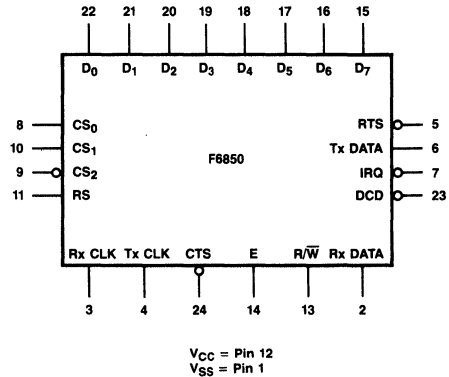 22 21 20 19 18 17 16 15
D0 D1 D2 D3 D4 D5 D6 D7
8 CS0 RTS 5
10 CS1 F6850 Tx DATA 6
9 CS2 IRQ 7
11 RS DCD 23
Rx CLK Tx CLK CTS E R/W̅ Rx DATA
3 4 24 14 13 2
VCC = Pin 12
VSS = Pin 1